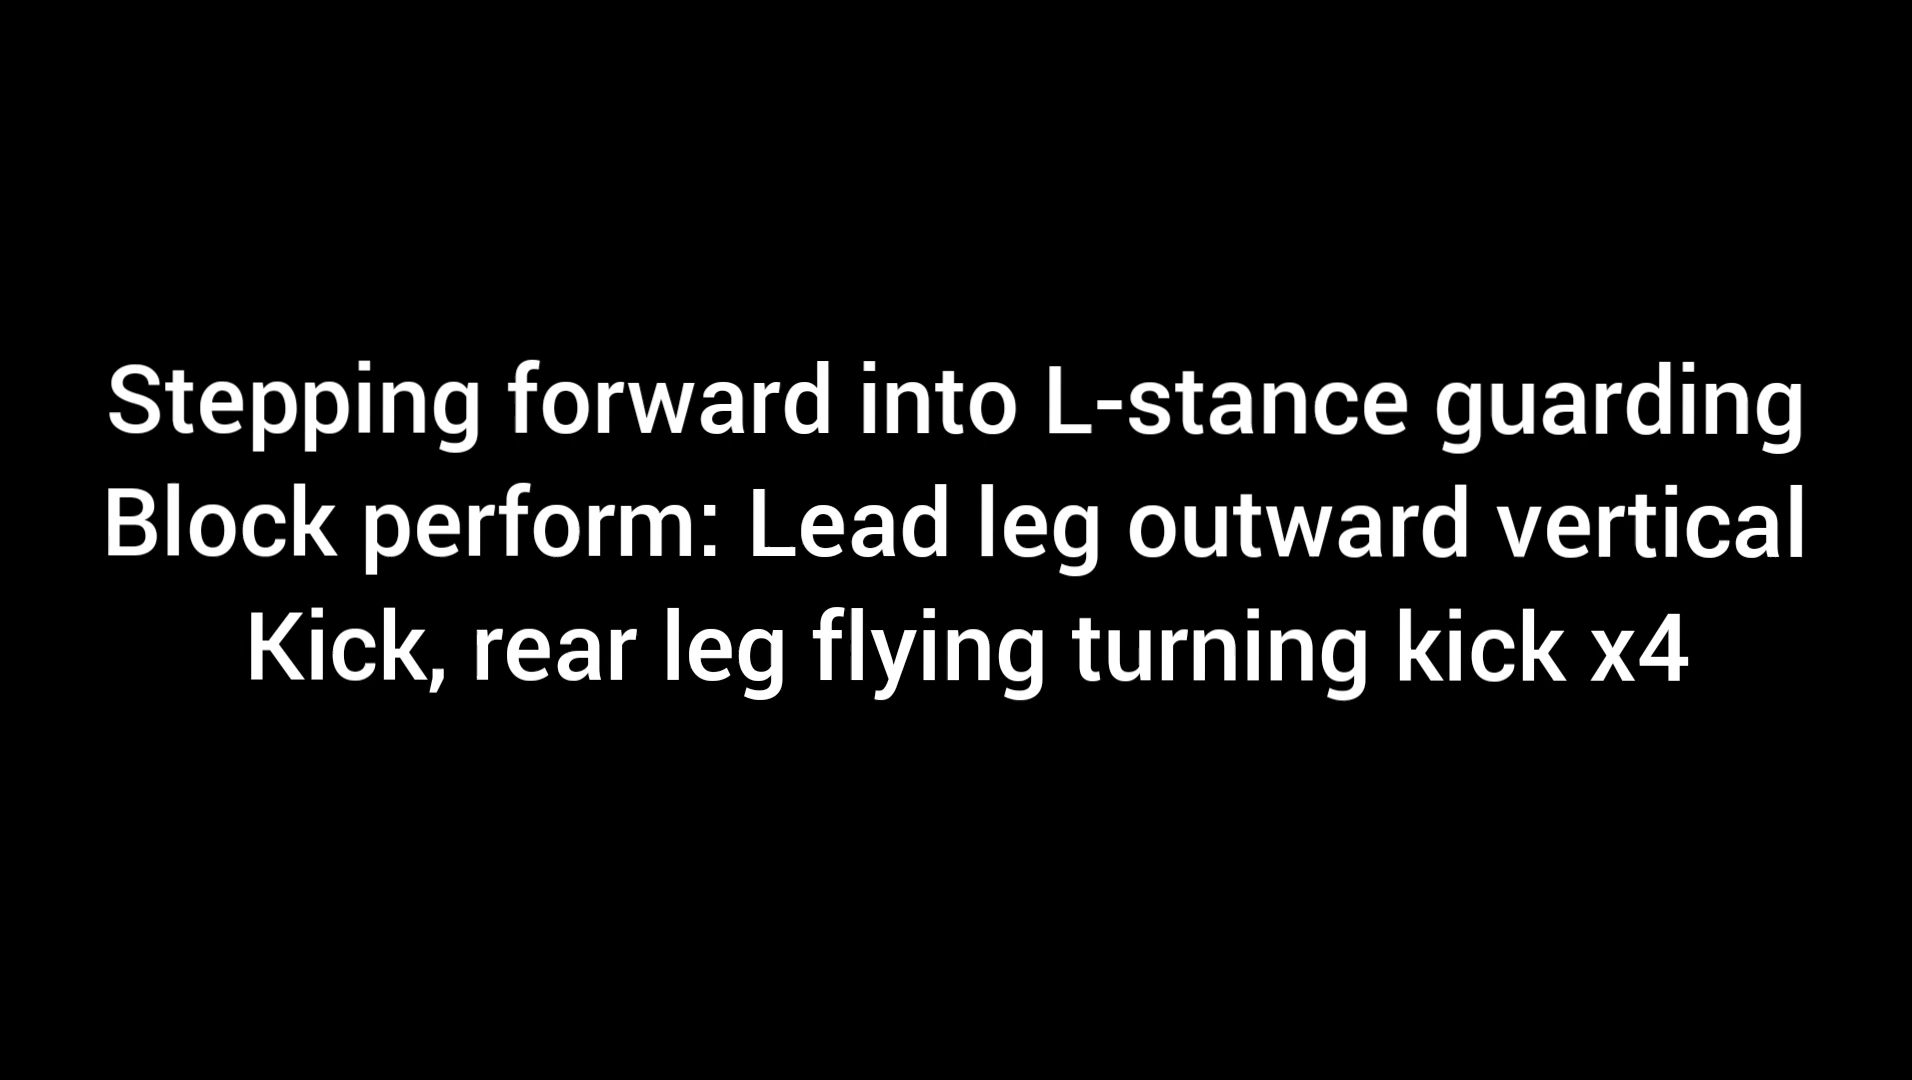 Stepping forward into L-stance guarding
Block perform: Lead leg outward vertical
Kick, rear leg flying turning kick x4